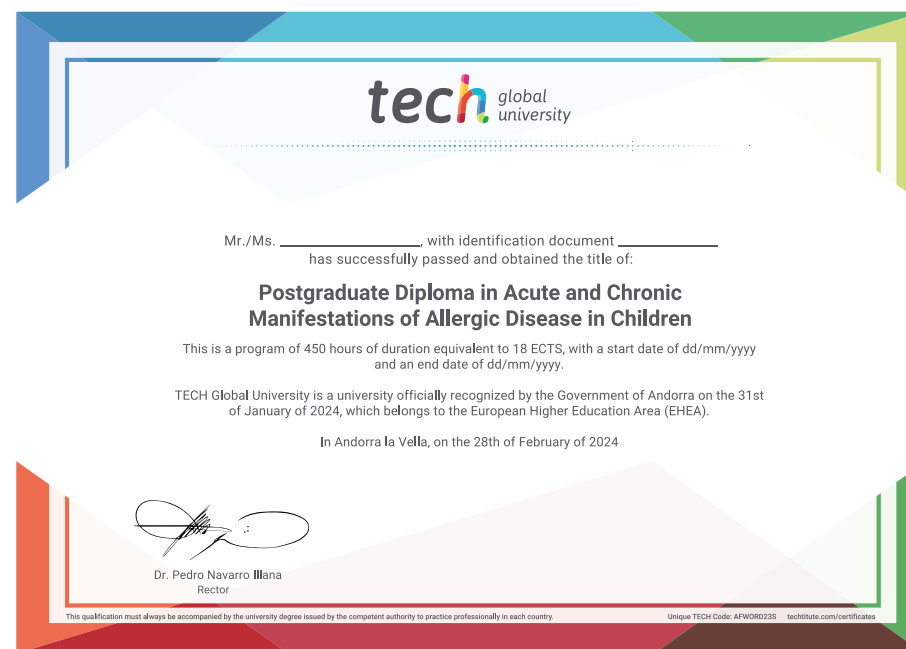 tech global university
Mr./Ms. ____________________, with identification document ______________
has successfully passed and obtained the title of:
Postgraduate Diploma in Acute and Chronic
Manifestations of Allergic Disease in Children
This is a program of 450 hours of duration equivalent to 18 ECTS, with a start date of dd/mm/yyyy
and an end date of dd/mm/yyyy.
TECH Global University is a university officially recognized by the Government of Andorra on the 31st
of January of 2024, which belongs to the European Higher Education Area (EHEA).
In Andorra la Vella, on the 28th of February of 2024
Dr. Pedro Navarro Illana
Rector
This qualification must always be accompanied by the university degree issued by the competent authority to practice professionally in each country.
Unique TECH Code: AFWORD23S techtitute.com/certificates